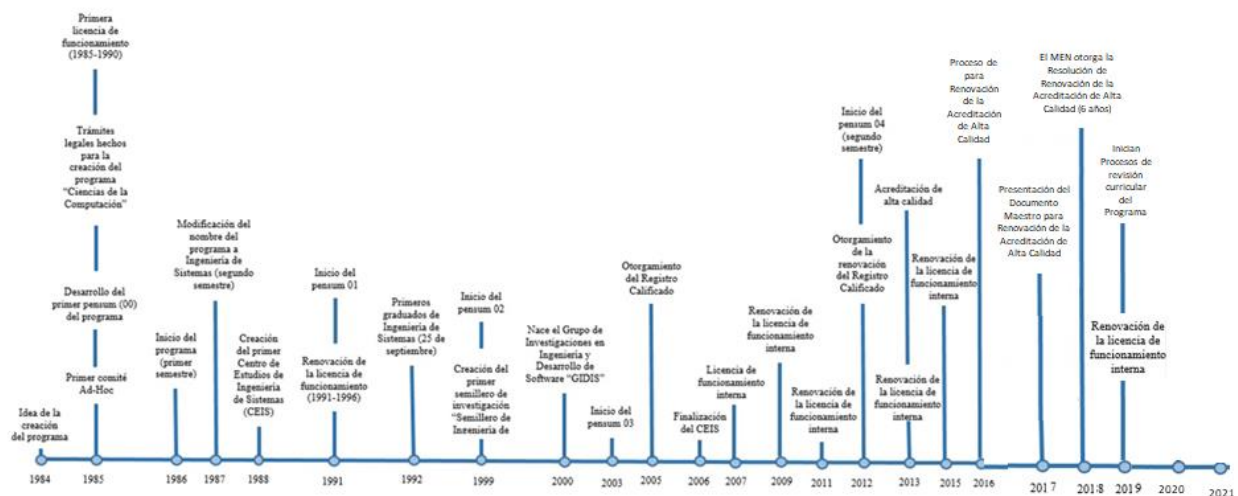 Idea de la
creación
del programa
1984
Primera
licencia de
funcionamiento
(1985-1990)
Trámites
legales hechos
para la
creación del
programa
“Ciencias de la
Computación”
Desarrollo del
primer pensum (00)
del programa
Primer comité
Ad-Hoc
1985
Inicio del
programa
(primer
semestre)
1986
Modificación del
nombre del
programa a
Ingeniería de
Sistemas (segundo
semestre)
1987
Creación
del primer
Centro de
Estudios de
Ingeniería
de Sistemas
(CEIS)
1988
Inicio del
pensum 01
Renovación de
la licencia de
funcionamiento
(1991-1996)
1991
Primeros
graduados de
Ingeniería de
Sistemas (25 de
septiembre)
1992
Inicio del
pensum 02
Creación del
primer
semillero de
investigación
“Semillero de
Ingeniería de
1999
Nace el Grupo de
Investigaciones en
Ingeniería y
Desarrollo de
Software “GIDIS”
2000
Inicio del
pensum 03
2003
Otorgamiento
del Registro
Calificado
2005
Finalización
del CEIS
2006
Licencia de
funcionamiento
interna
2007
Renovación de
la licencia de
funcionamiento
interna
2009
Renovación de la
licencia de
funcionamiento
interna
2011
Inicio del
pensum 04
(segundo
semestre)
Otorgamiento
de la
renovación
del Registro
Calificado
2012
Acreditación de
alta calidad
Renovación de
la licencia de
funcionamiento
interna
2013
Renovación de
la licencia de
funcionamiento
interna
2015
Proceso de
para
Renovación
de la
Acreditación
de Alta
Calidad
2016
Presentación del
Documento
Maestro para
Renovación de la
Acreditación de
Alta Calidad
2017
El MEN otorga la
Resolución de
Renovación de la
Acreditación de Alta
Calidad (6 años)
2018
Inician
Procesos de
revisión
curricular
del
Programa
Renovación de
la licencia de
funcionamiento
interna
2019
2020
2021